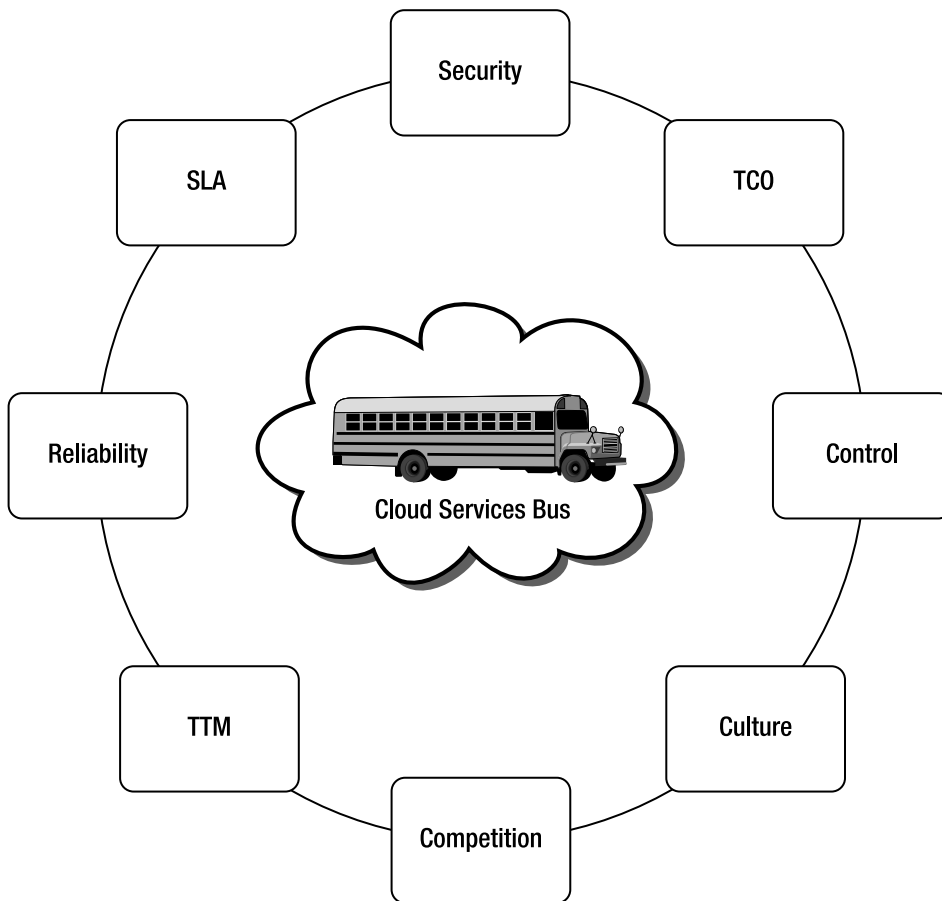 Security
SLA
TCO
Reliability
Control
Cloud Services Bus
TTM
Culture
Competition